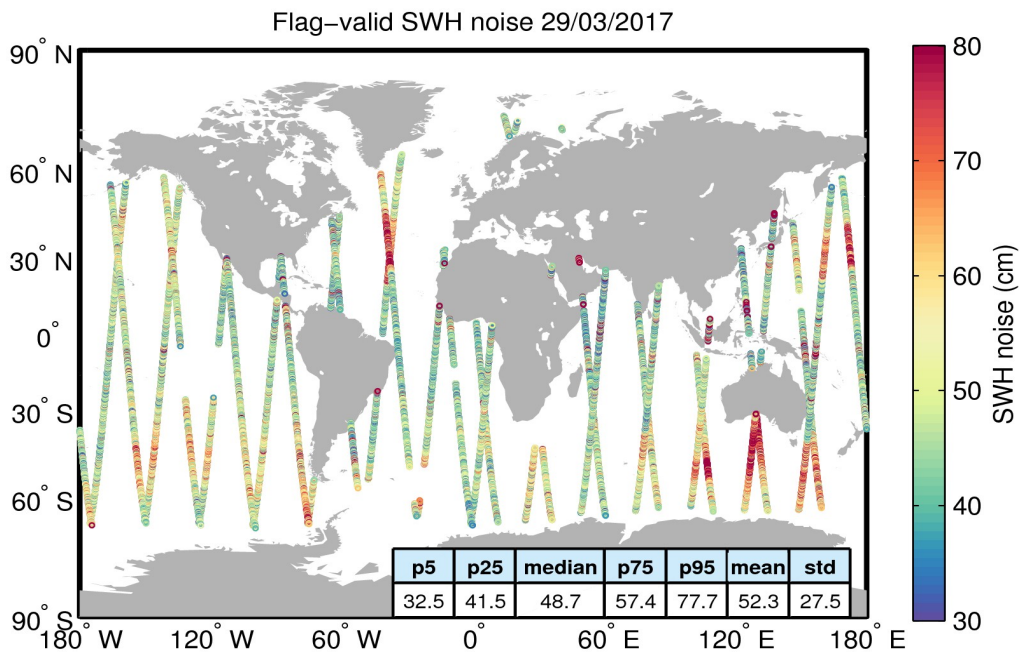 Flag−valid SWH noise 29/03/2017
90° N
60° N
30° N
0°
30° S
60° S
90° S
180° W
120° W
60° W
0°
60° E
120° E
180° E
80
70
60
50
40
30
SWH noise (cm)
p5 p25 median p75 p95 mean std
32.5 41.5 48.7 57.4 77.7 52.3 27.5